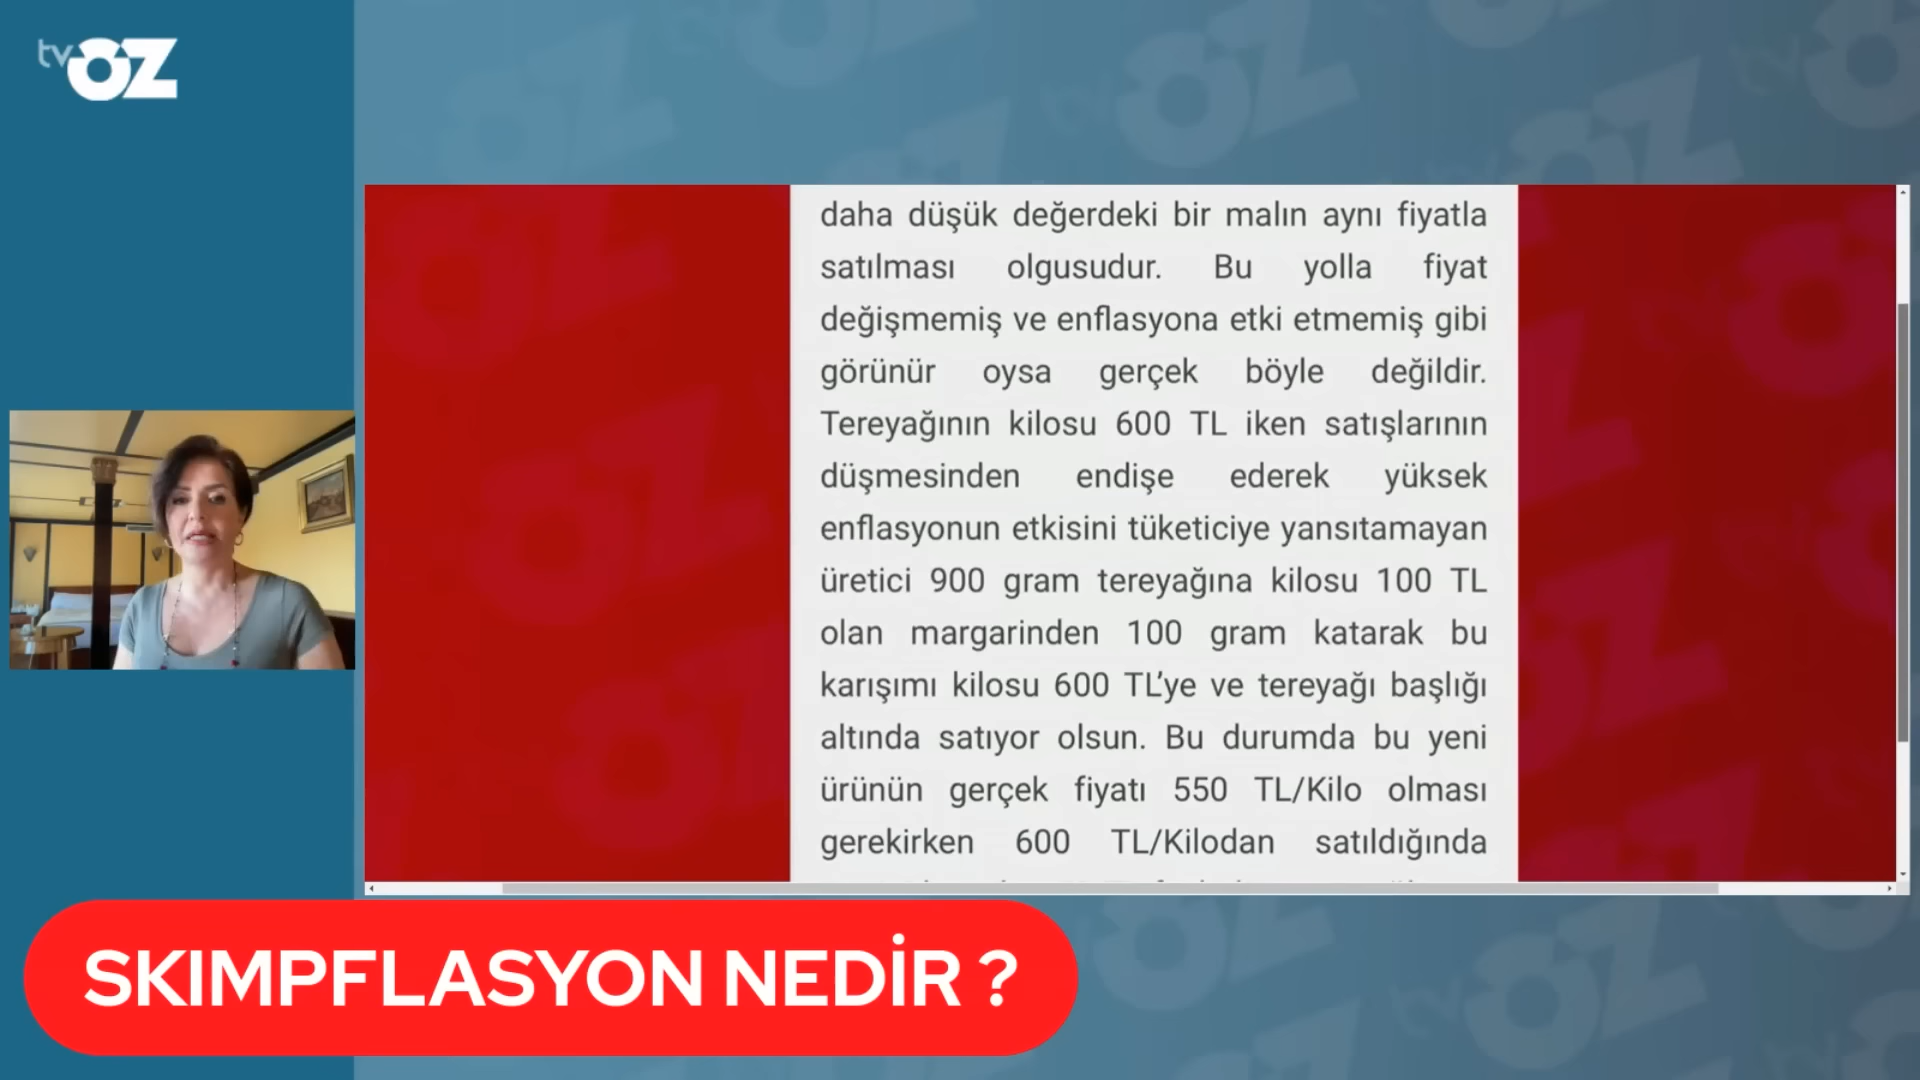 tv ÖZ
daha düşük değerdeki bir malın aynı fiyatla
satılması olgusudur. Bu yolla fiyat
değişmemiş ve enflasyona etki etmemiş gibi
görünür oysa gerçek böyle değildir.
Tereyağının kilosu 600 TL iken satışlarının
düşmesinden endişe ederek yüksek
enflasyonun etkisini tüketiciye yansıtamayan
üretici 900 gram tereyağına kilosu 100 TL
olan margarinden 100 gram katarak bu
karışımı kilosu 600 TL’ye ve tereyağı başlığı
altında satıyor olsun. Bu durumda bu yeni
ürünün gerçek fiyatı 550 TL/Kilo olması
gerekirken 600 TL/Kilodan satıldığında
SKIMPFLASYON NEDİR ?